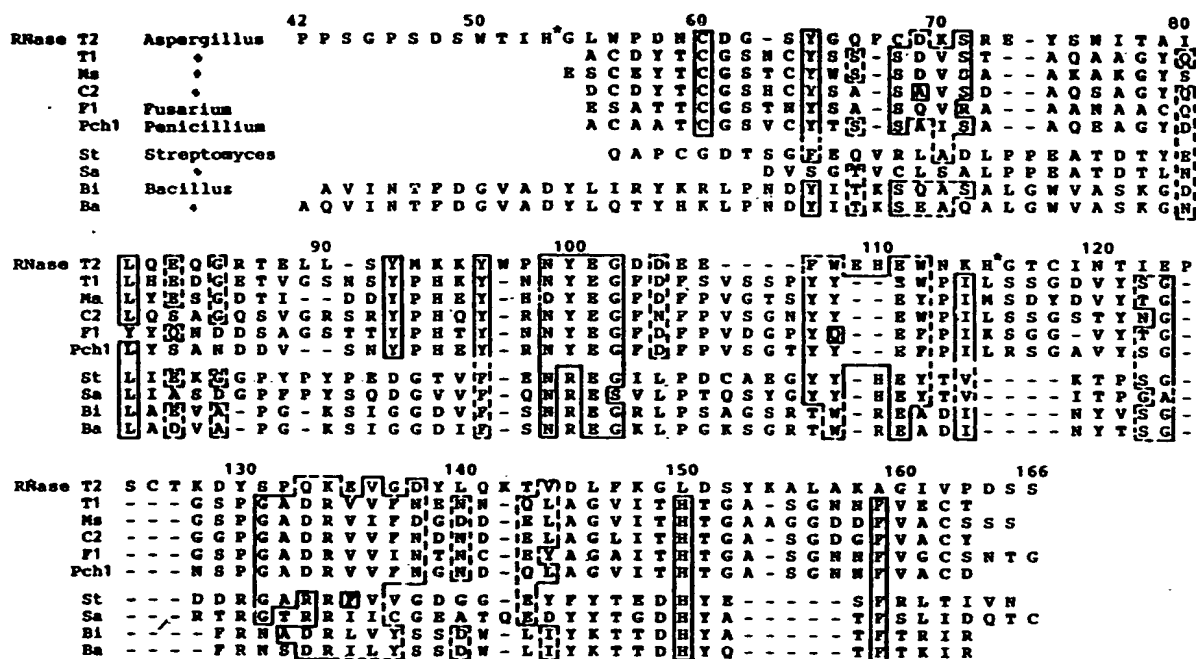 42 50 60 70 80
RNase T2 Aspergillus P P S G P S D S W T I H * G L W P D N C D G - S Y G Q F C D K S R E - Y S N I T A I
T1 " A C D Y T C G S N C Y S S - S D V S T - - A Q A A G Y Q
Ms " E S C E Y T C G S T C Y W S - S D V S A - - A K A K G Y S
C2 " D C D Y T C G S H C Y S A - S A V S D - - A Q S A G Y Q
F1 Fusarium E S A T T C G S T N Y S A - S Q V R A - - A A N A A C Q
Pch1 Penicillium A C A A T C G S V C Y T S - S A I S A - - A Q E A G Y D
St Streptomyces Q A P C G D T S G F E Q V R L A D L P P E A T D T Y E
Sa " D V S G T V C L S A L P P E A T D T L N
Bi Bacillus A V I N T F D G V A D Y L I R Y K R L P N D Y I T K S Q A S A L G W V A S K G D
Ba " A Q V I N T F D G V A D Y L Q T Y H K L P N D Y I T K S E A Q A L G W V A S K G N
90 100 110 120
RNase T2 L Q E Q G R T E L L - S Y M K K Y W P N Y E G D D E E - - - F W E H E W N K H * G T C I N T I E P
T1 L H E D G E T V G S N S Y P H K Y - N N Y E G F D F S V S S P Y Y - - E W P I L S S G D V Y S G -
Ms L Y E S G D T I - - D D Y P H E Y - H D Y E G F D F P V G T S Y Y - - E Y P I M S D Y D V Y T G -
C2 L Q S A G Q S V G R S R Y P H Q Y - R N Y E G F N F P V S G N Y Y - - E W P I L S S G S T Y N G -
F1 Y Y Q N D D S A G S T T Y P H T Y - N N Y E G F D F P V D G P Y Q - - E F P I K S G G - V Y T G -
Pch1 L Y S A N D D V - - S N Y P H E Y - R N Y E G F D F P V S G T Y Y - - E F P I L R S G A V Y S G -
St L I E K G G P Y P Y P E D G T V F - E N R E G I L P D C A E G Y Y - H E Y T V - - - - K T P S G -
Sa L I A S D G P F P Y S Q D G V V F - Q N R E S V L P T Q S Y G Y Y - H E Y T V - - - - I T P G A -
Bi L A E V A - P G - K S I G G D V F - S N R E G R L P S A G S R T W - R E A D I - - - - N Y V S G -
Ba L A D V A - P G - K S I G G D I F - S N R E G K L P G K S G R T W - R E A D I - - - - N Y T S G -
130 140 150 160 166
RNase T2 S C T K D Y S P Q K E V G D Y L Q K T V D L F K G L D S Y K A L A K A G I V P D S S
T1 - - - G S P G A D R V V F N E N N - Q L A G V I T H T G A - S G N N F V E C T
Ms - - - G S P G A D R V I F D G D D - E L A G V I T H T G A A G G D D F V A C S S S
C2 - - - G G P G A D R V V F N D N D - E L A G L I T H T G A - S G D G F V A C Y
F1 - - - G S P G A D R V V I N T N C - E Y A G A I T H T G A - S G N N F V G C S N T G
Pch1 - - - N S P G A D R V V F N G N D - Q L A G V I T H T G A - S G N N F V A C D
St - - - D D R G A R R F V V G D G G - E Y F Y T E D H Y E - - - - - S F R L T I V N
Sa - - - R T R G T R R I I C G E A T Q E D Y Y T G D H Y A - - - - - T F S L I D Q T C
Bi - - - - F R N A D R L V Y S S D W - L I Y K T T D H Y A - - - - - T F T R I R
Ba - - - - F R N S D R I L Y S S D W - L I Y K T T D H Y Q - - - - - T F T K I R